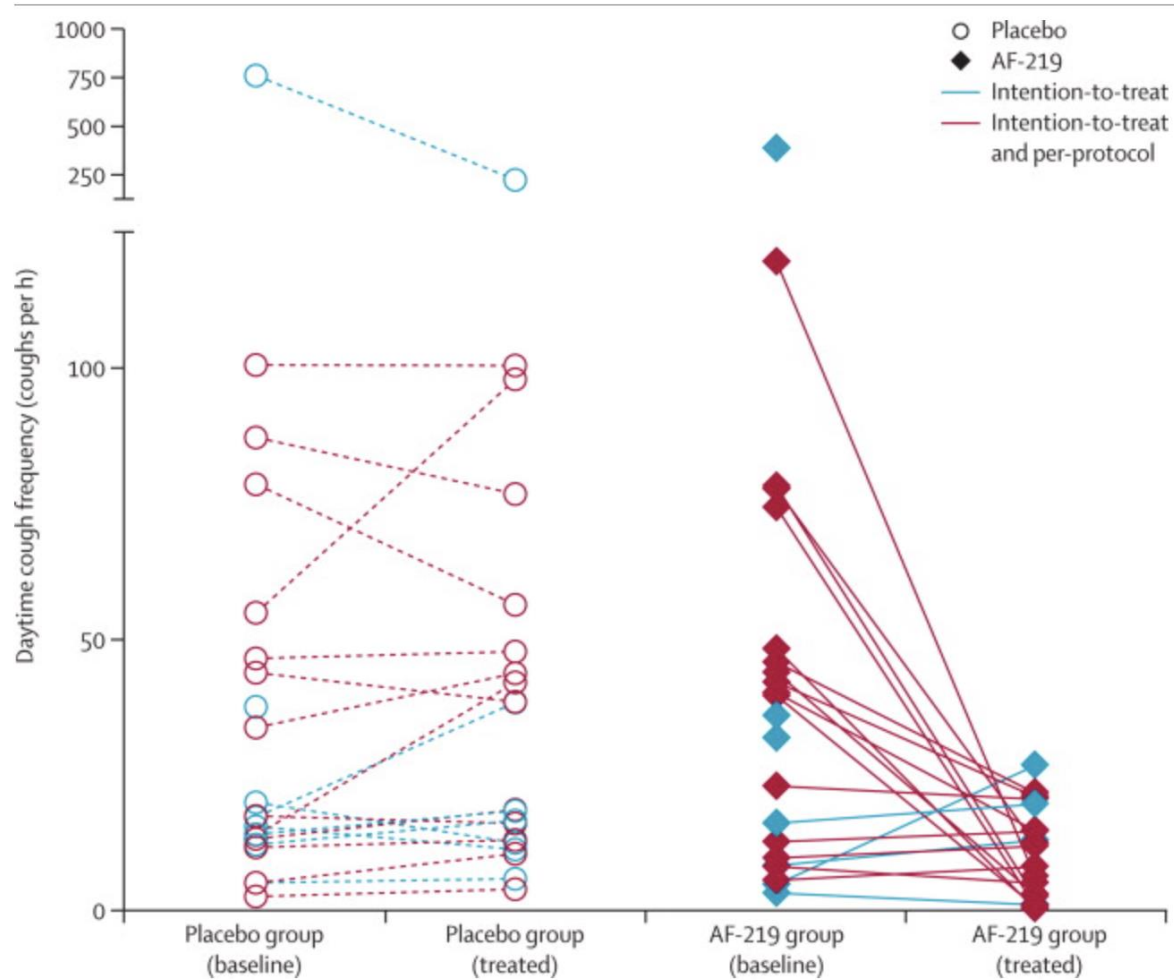 1000
750
500
250
100
50
0
Daytime cough frequency (coughs per h)
Placebo
AF-219
Intention-to-treat
Intention-to-treat
and per-protocol
Placebo group
(baseline)
Placebo group
(treated)
AF-219 group
(baseline)
AF-219 group
(treated)